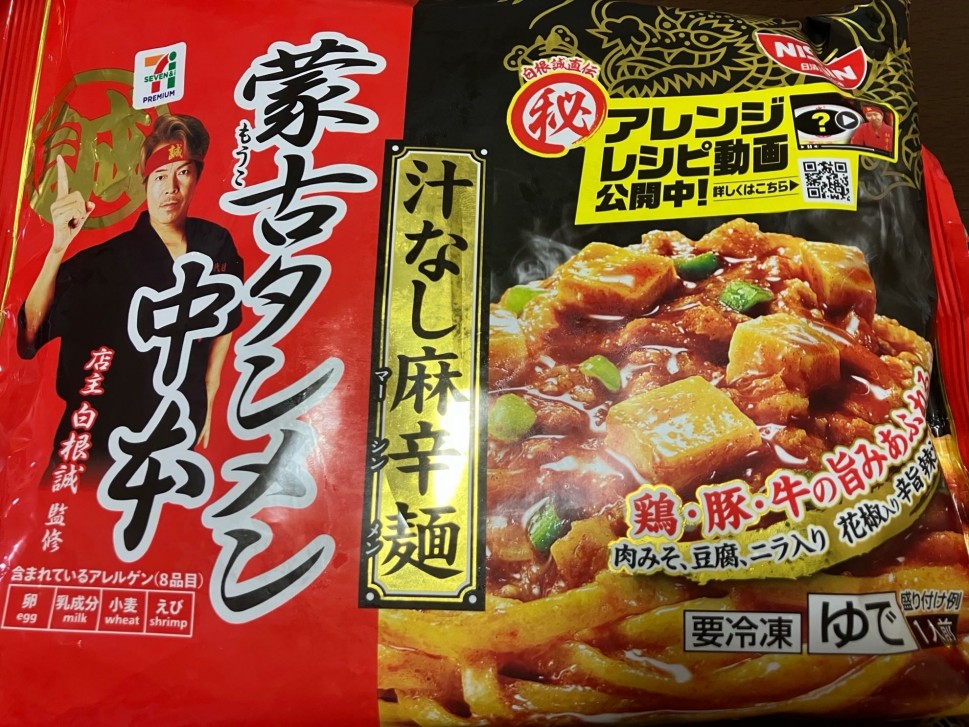 7
SEVEN&i
PREMIUM
誠
誠
蒙古タンメン
もうこ
中本
店主 白根誠 監修
汁なし麻辛麺
マーシンメン
白根誠直伝
㊙
アレンジ
レシピ動画
公開中!
詳しくはこちら▶
?
NIS
日清
鶏・豚・牛の旨みあふれる
肉みそ、豆腐、ニラ入り
花椒入り辛旨
含まれているアレルゲン(8品目)
卵 乳成分 小麦 えび
egg milk wheat shrimp
要冷凍
ゆで
盛り付け例
1人前